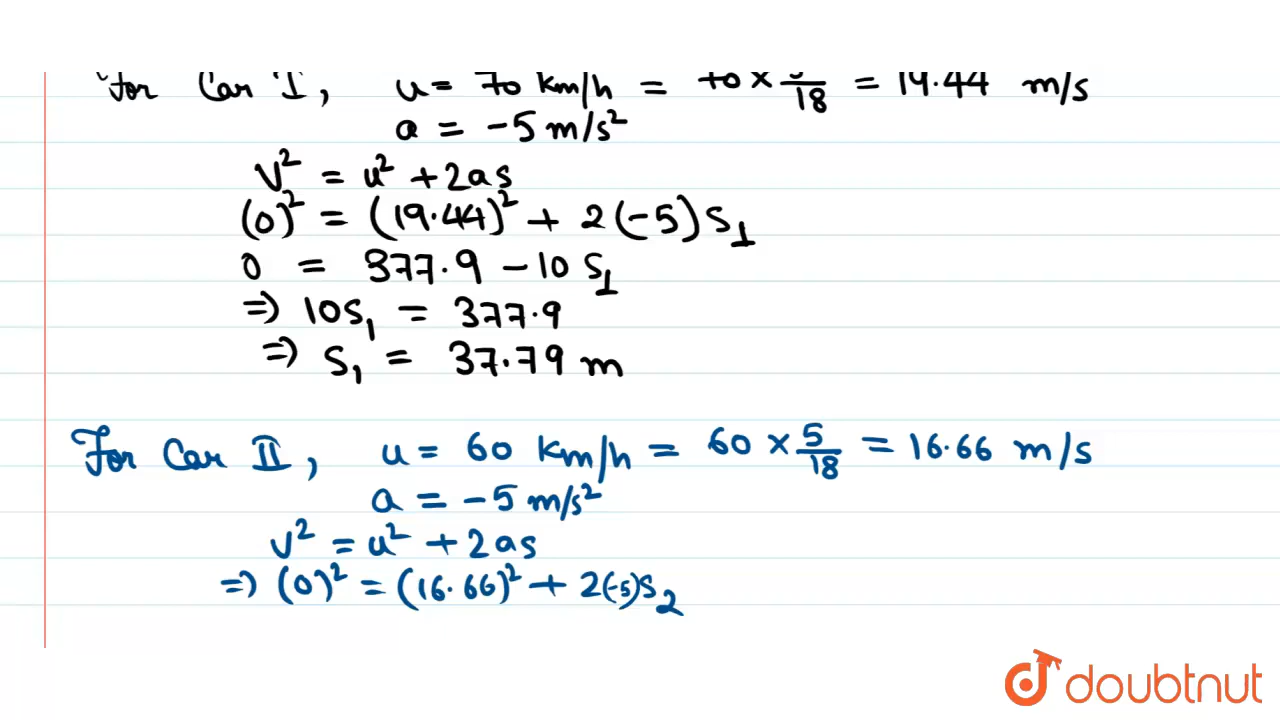 For Car I, u = 70 km/h = 70 × 5/18 = 19.44 m/s
a = -5 m/s²
V² = u² + 2as
(0)² = (19.44)² + 2(-5) S₁
0 = 377.9 - 10 S₁
=> 10S₁ = 377.9
=> S₁ = 37.79 m
For Car II, u = 60 km/h = 60 × 5/18 = 16.66 m/s
a = -5 m/s²
v² = u² + 2as
=> (0)² = (16.66)² + 2(-5)S₂
doubtnut